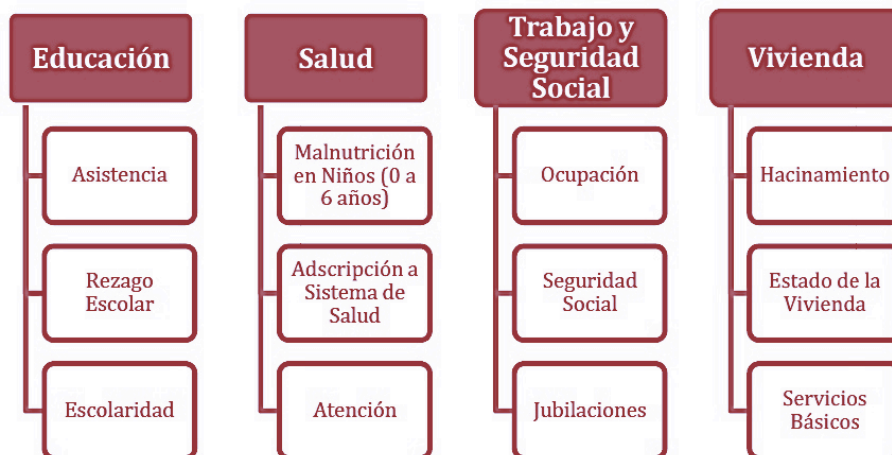 Educación
Asistencia
Rezago
Escolar
Escolaridad
Salud
Malnutrición
en Niños (0 a
6 años)
Adscripción a
Sistema de
Salud
Atención
Trabajo y
Seguridad
Social
Ocupación
Seguridad
Social
Jubilaciones
Vivienda
Hacinamiento
Estado de la
Vivienda
Servicios
Básicos